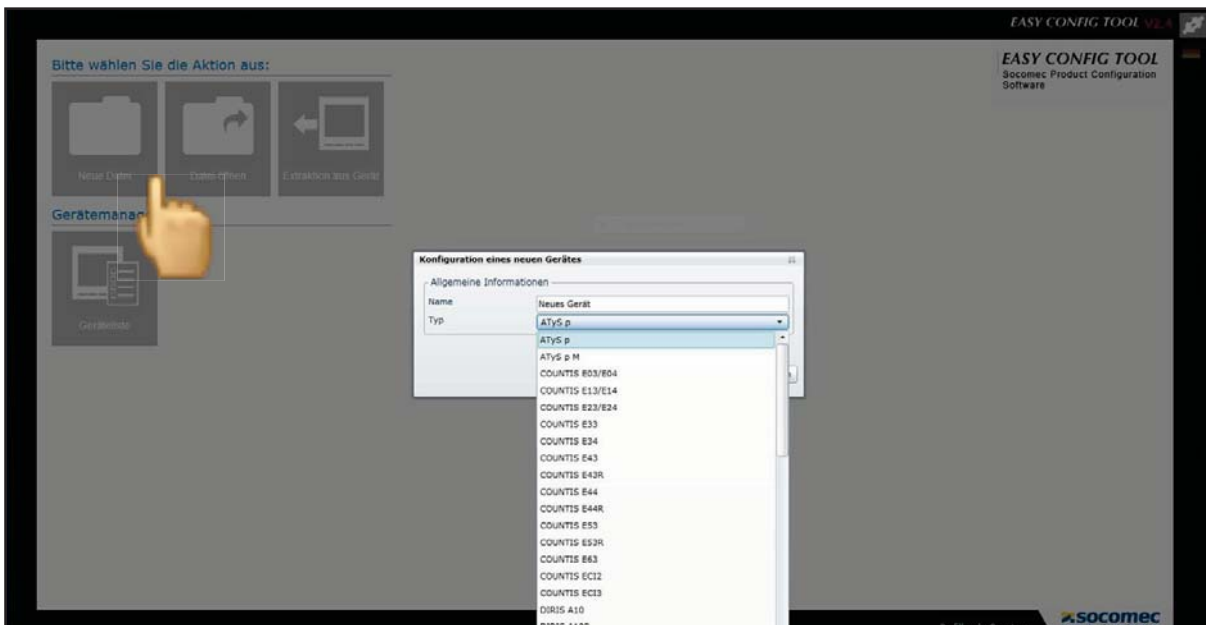 EASY CONFIG TOOL V2.4
Bitte wählen Sie die Aktion aus:
EASY CONFIG TOOL
Socomec Product Configuration
Software
Neue Datei
Datei öffnen
Extraktion aus Gerät
Geräteliste
Konfiguration eines neuen Gerätes
Allgemeine Informationen
Name
Neues Gerät
Typ
ATyS p
ATyS p
ATyS p M
COUNTIS E03/E04
COUNTIS E13/E14
COUNTIS E23/E24
COUNTIS E33
COUNTIS E34
COUNTIS E43
COUNTIS E43R
COUNTIS E44
COUNTIS E44R
COUNTIS E53
COUNTIS E53R
COUNTIS E63
COUNTIS ECI2
COUNTIS ECI3
DIRIS A10
socomec